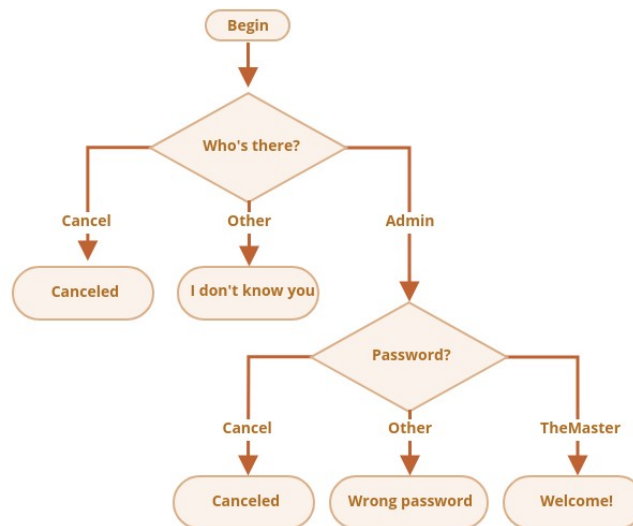 Begin
Who's there?
Cancel
Other
Admin
Canceled
I don't know you
Password?
Cancel
Other
TheMaster
Canceled
Wrong password
Welcome!